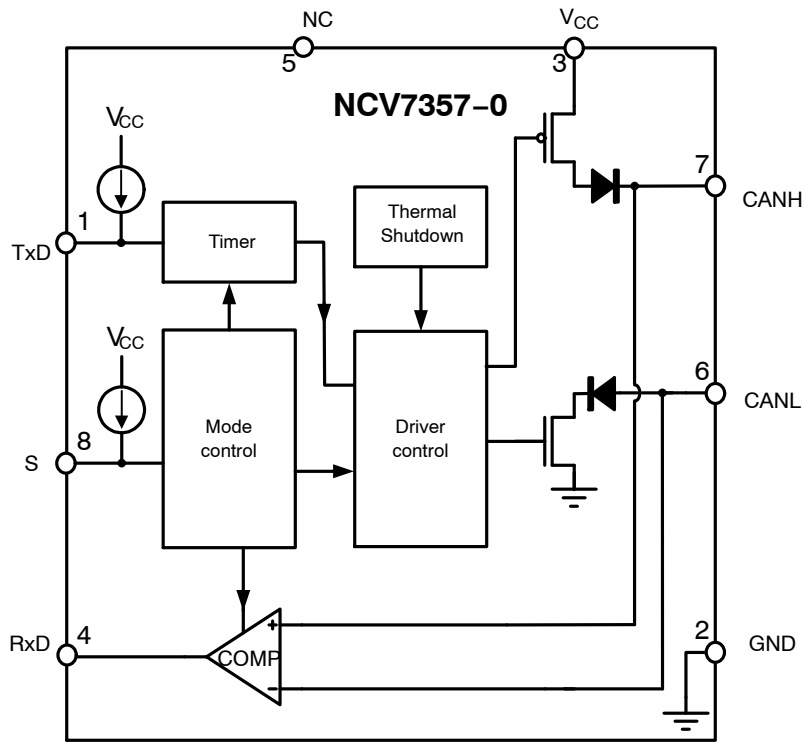 NC
5
VCC
3
NCV7357–0
VCC
7
CANH
1
TxD
Timer
Thermal
Shutdown
VCC
6
CANL
8
S
Mode
control
Driver
control
RxD
4
COMP
+
–
2
GND